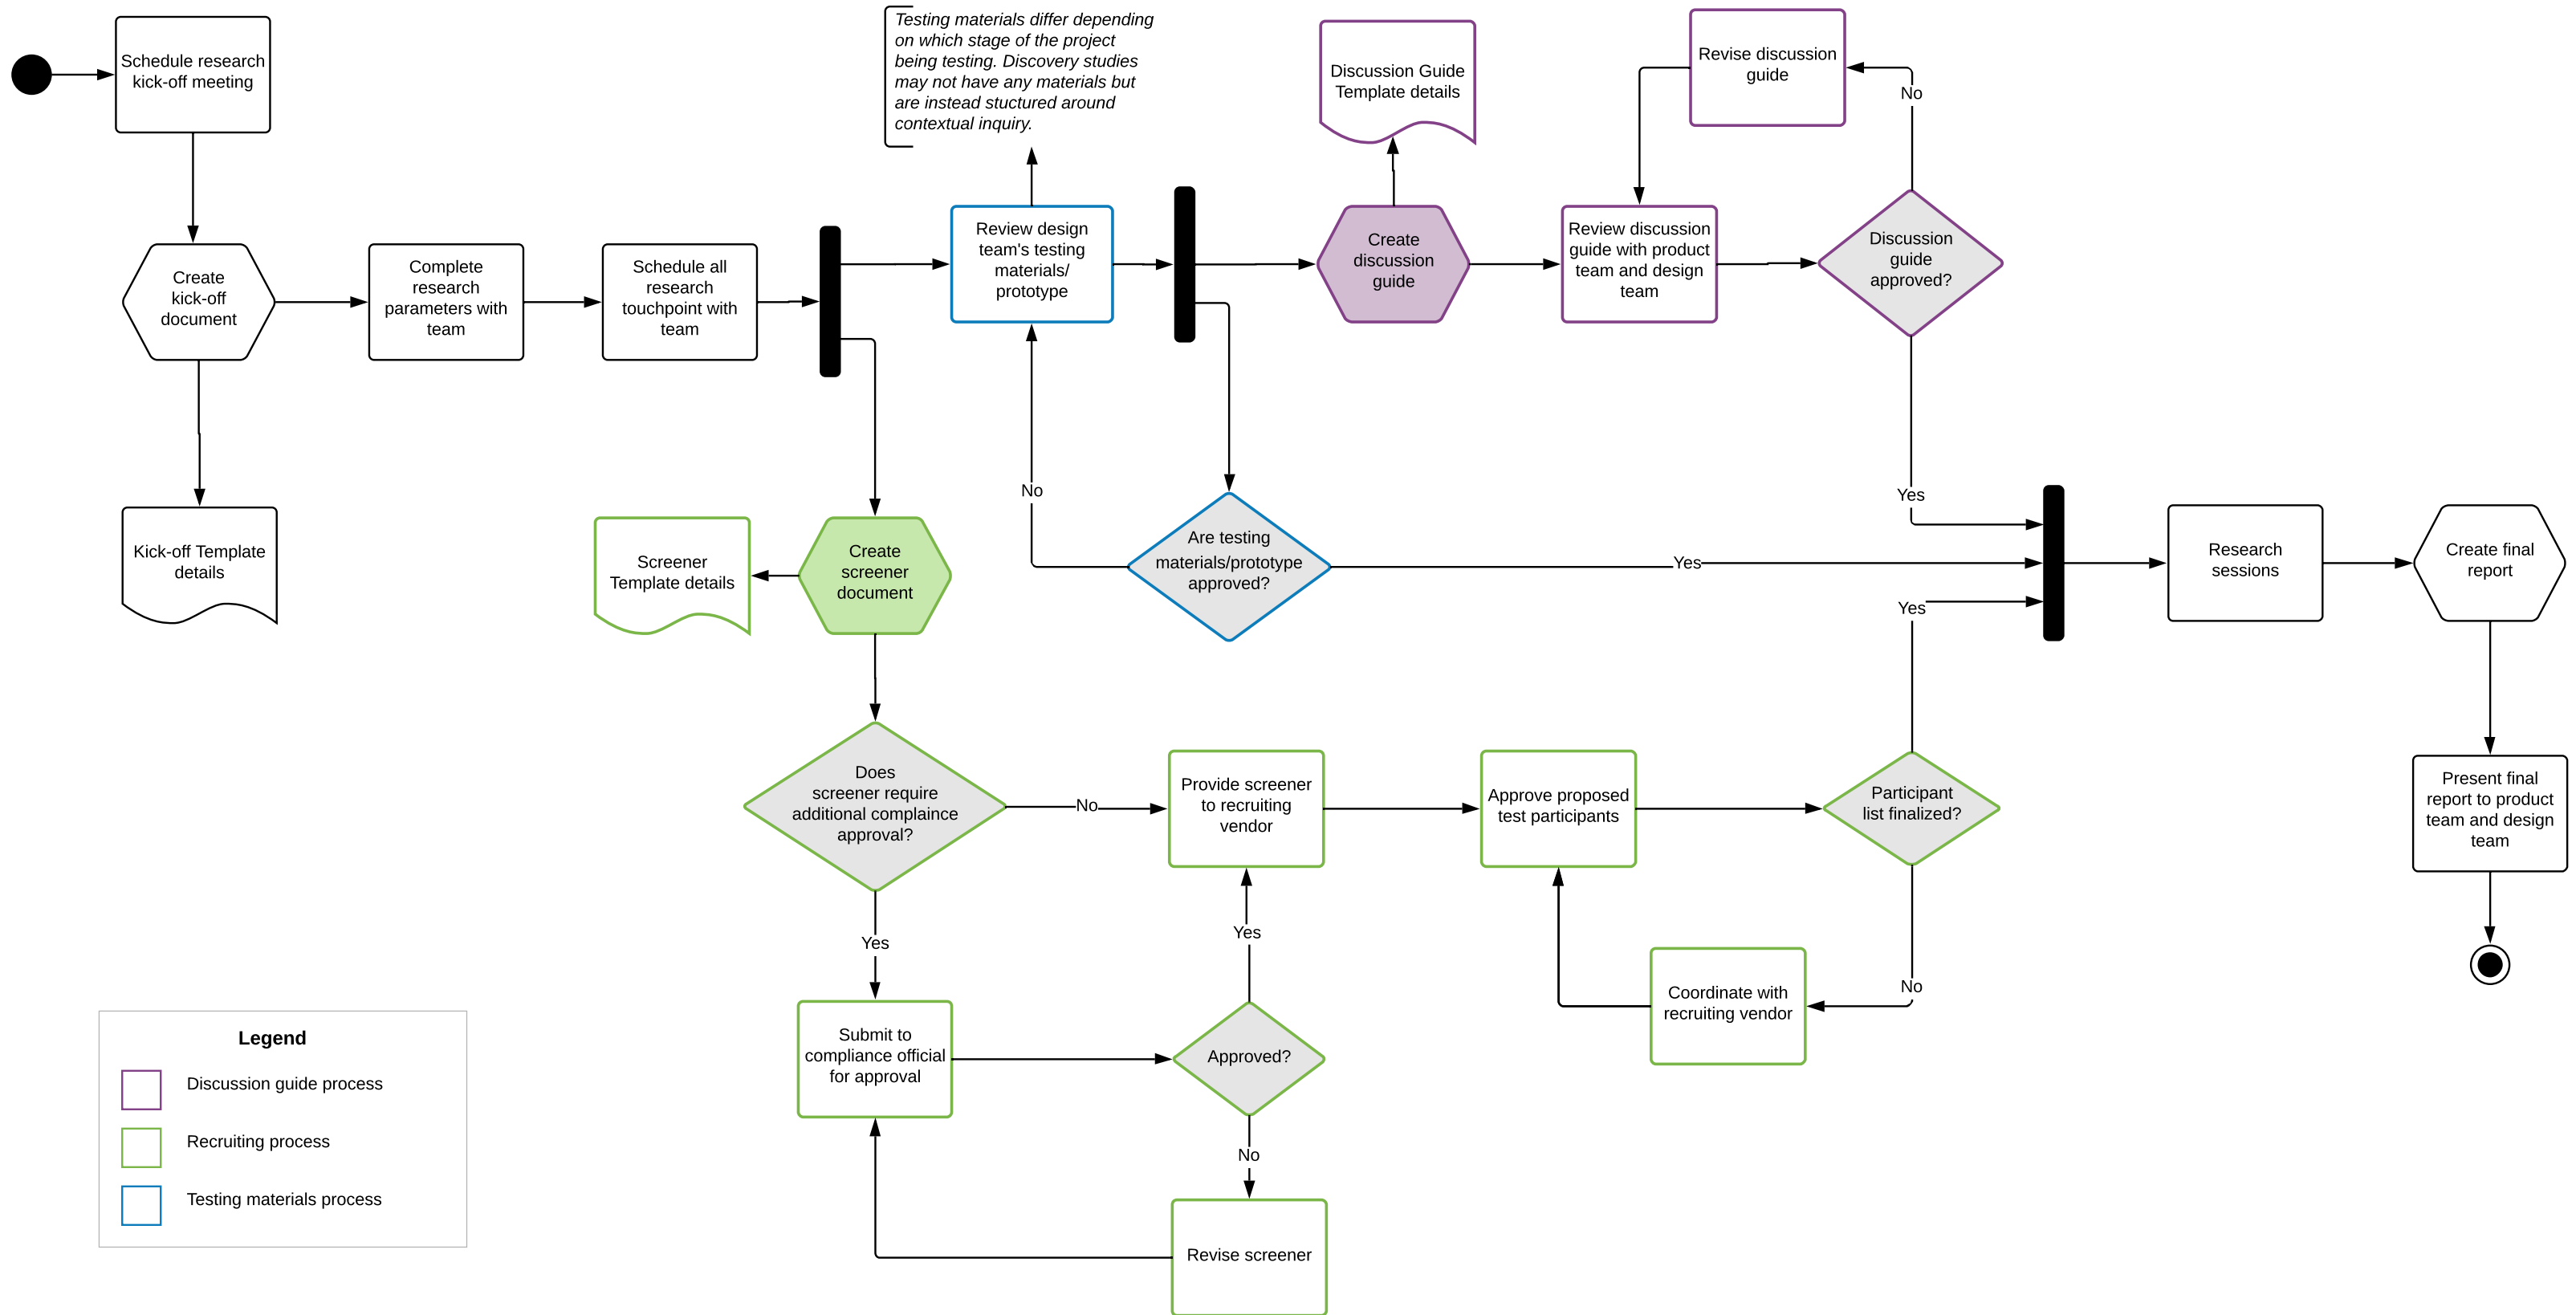 Schedule research
kick-off meeting
Testing materials differ depending
on which stage of the project
being testing. Discovery studies
may not have any materials but
are instead stuctured around
contextual inquiry.
Discussion Guide
Template details
Revise discussion
guide
No
Create
kick-off
document
Complete
research
parameters with
team
Schedule all
research
touchpoint with
team
Review design
team's testing
materials/
prototype
Create
discussion
guide
Review discussion
guide with product
team and design
team
Discussion
guide
approved?
No
Yes
Kick-off Template
details
Screener
Template details
Create
screener
document
Are testing
materials/prototype
approved?
Yes
Yes
Research
sessions
Create final
report
Does
screener require
additional complaince
approval?
No
Provide screener
to recruiting
vendor
Approve proposed
test participants
Participant
list finalized?
Present final
report to product
team and design
team
Yes
Yes
No
Coordinate with
recruiting vendor
Submit to
compliance official
for approval
Approved?
No
Revise screener
Legend
Discussion guide process
Recruiting process
Testing materials process